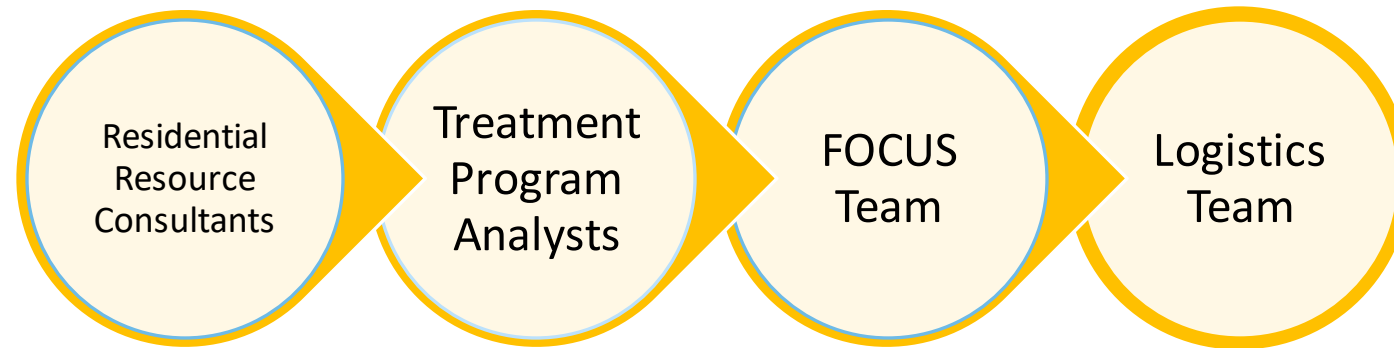 Residential
Resource
Consultants
Treatment
Program
Analysts
FOCUS
Team
Logistics
Team